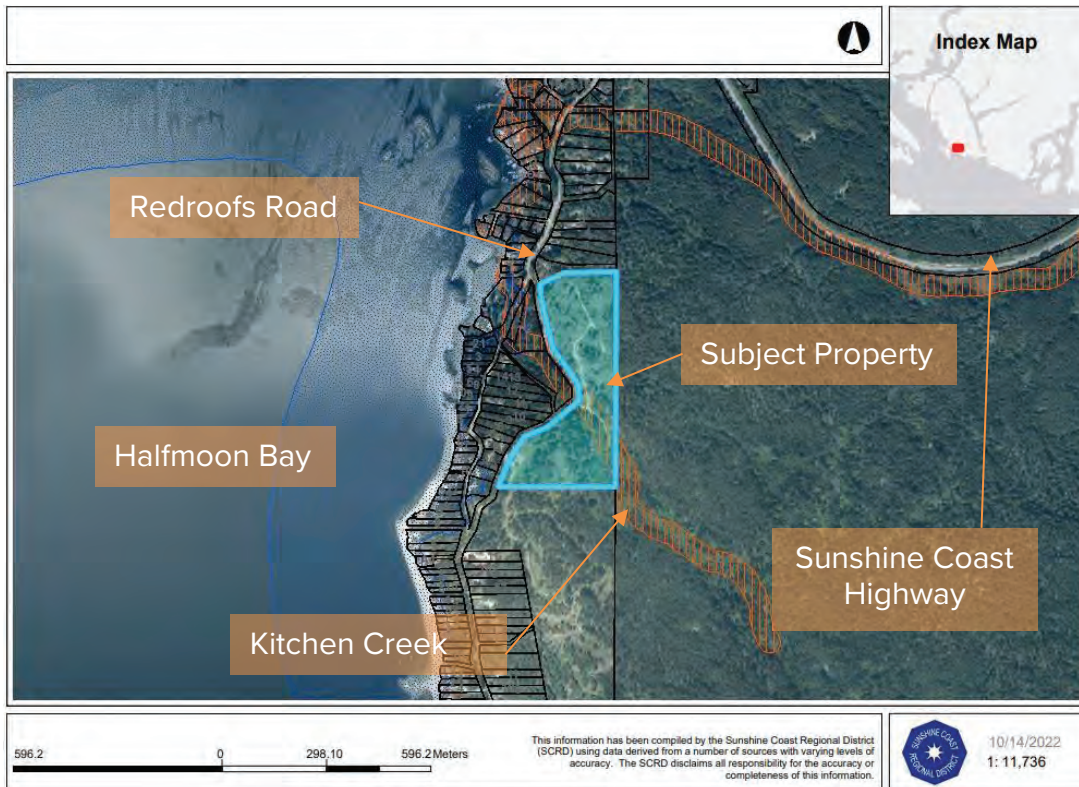 Index Map
Redroofs Road
Subject Property
Halfmoon Bay
Sunshine Coast
Highway
Kitchen Creek
596.2 0 298.10 596.2 Meters
This information has been compiled by the Sunshine Coast Regional District
(SCRD) using data derived from a number of sources with varying levels of
accuracy. The SCRD disclaims all responsibility for the accuracy or
completeness of this information.
SUNSHINE COAST
REGIONAL DISTRICT
10/14/2022
1: 11,736